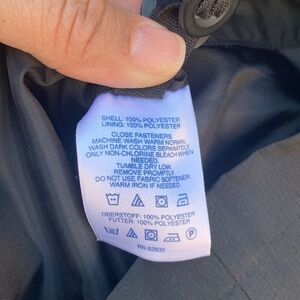 SHELL: 100% POLYESTER
LINING: 100% POLYESTER
CLOSE FASTENERS
MACHINE WASH WARM NORMAL
WASH DARK COLORS SEPARATELY
ONLY NON-CHLORINE BLEACH WHEN
NEEDED.
TUMBLE DRY LOW.
REMOVE PROMPTLY.
DO NOT USE FABRIC SOFTENER.
WARM IRON IF NEEDED.
OBERSTOFF: 100% POLYESTER
FUTTER: 100% POLYESTER
RN 62830